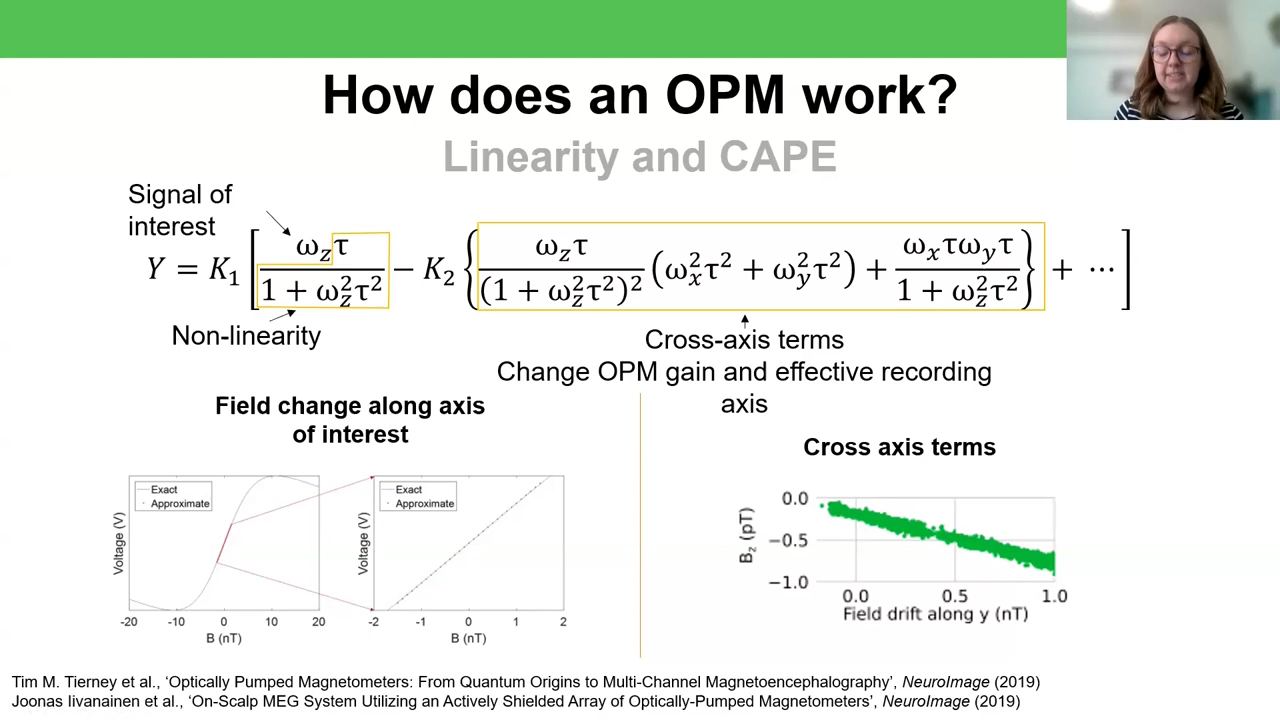 How does an OPM work?
Linearity and CAPE
Signal of
interest
Y = K₁ [ ω_zτ / (1 + ω_z²τ²) − K₂ { ω_zτ / (1 + ω_z²τ²)² (ω_x²τ² + ω_y²τ²) + ω_xτω_yτ / (1 + ω_z²τ²) } + ⋯ ]
Non-linearity
Cross-axis terms
Change OPM gain and effective recording
axis
Field change along axis
of interest
Exact
Approximate
Voltage (V)
-20 -10 0 10 20
B (nT)
Exact
Approximate
Voltage (V)
-2 -1 0 1 2
B (nT)
Cross axis terms
0.0
−0.5
−1.0
B_z (pT)
0.0 0.5 1.0
Field drift along y (nT)
Tim M. Tierney et al., ‘Optically Pumped Magnetometers: From Quantum Origins to Multi-Channel Magnetoencephalography’, NeuroImage (2019)
Joonas Iivanainen et al., ‘On-Scalp MEG System Utilizing an Actively Shielded Array of Optically-Pumped Magnetometers’, NeuroImage (2019)